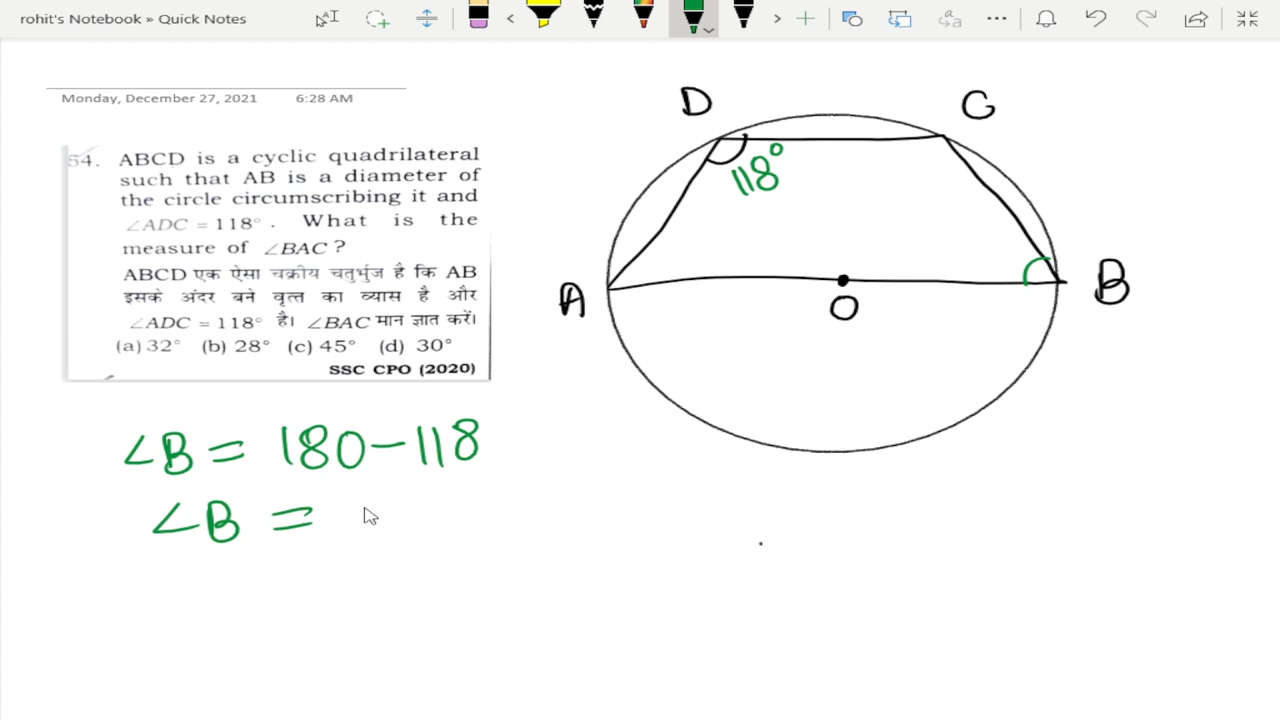 rohit's Notebook » Quick Notes
Monday, December 27, 2021 6:28 AM
54. ABCD is a cyclic quadrilateral
such that AB is a diameter of
the circle circumscribing it and
∠ADC = 118° . What is the
measure of ∠BAC ?
ABCD एक ऐसा चक्रीय चतुर्भुज है कि AB
इसके अंदर बने वृत्त का व्यास है और
∠ADC = 118° है। ∠BAC मान ज्ञात करें।
(a) 32° (b) 28° (c) 45° (d) 30°
SSC CPO (2020)
D C
118°
A O B
∠B = 180-118
∠B =